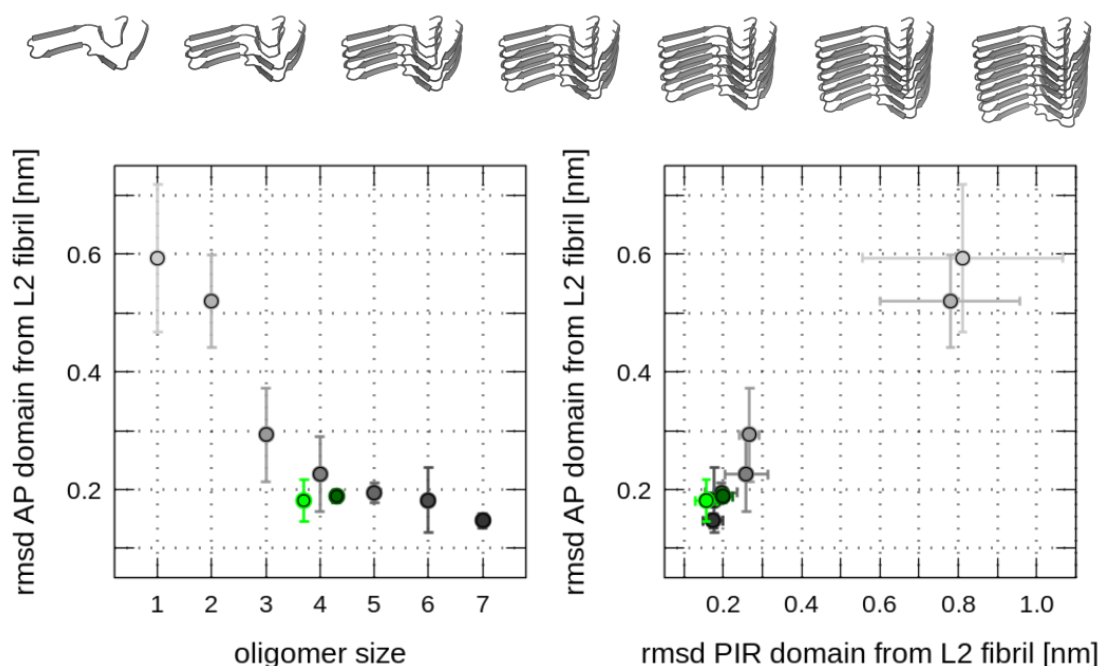 rmsd AP domain from L2 fibril [nm]
0.6
0.4
0.2
1 2 3 4 5 6 7
oligomer size
rmsd AP domain from L2 fibril [nm]
0.6
0.4
0.2
0.2 0.4 0.6 0.8 1.0
rmsd PIR domain from L2 fibril [nm]